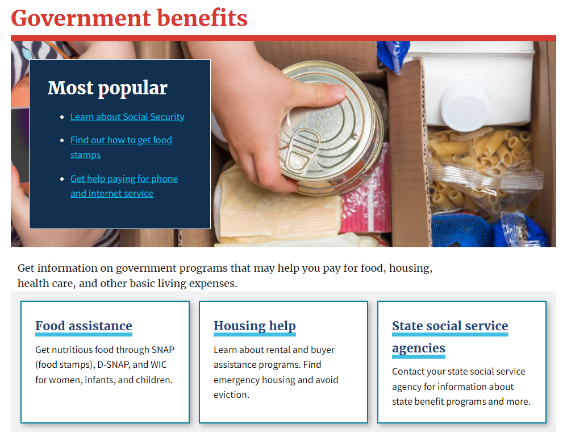 Government benefits
Most popular
Learn about Social Security
Find out how to get food
stamps
Get help paying for phone
and internet service
Get information on government programs that may help you pay for food, housing,
health care, and other basic living expenses.
Food assistance
Get nutritious food through SNAP
(food stamps), D-SNAP, and WIC
for women, infants, and children.
Housing help
Learn about rental and buyer
assistance programs. Find
emergency housing and avoid
eviction.
State social service
agencies
Contact your state social service
agency for information about
state benefit programs and more.